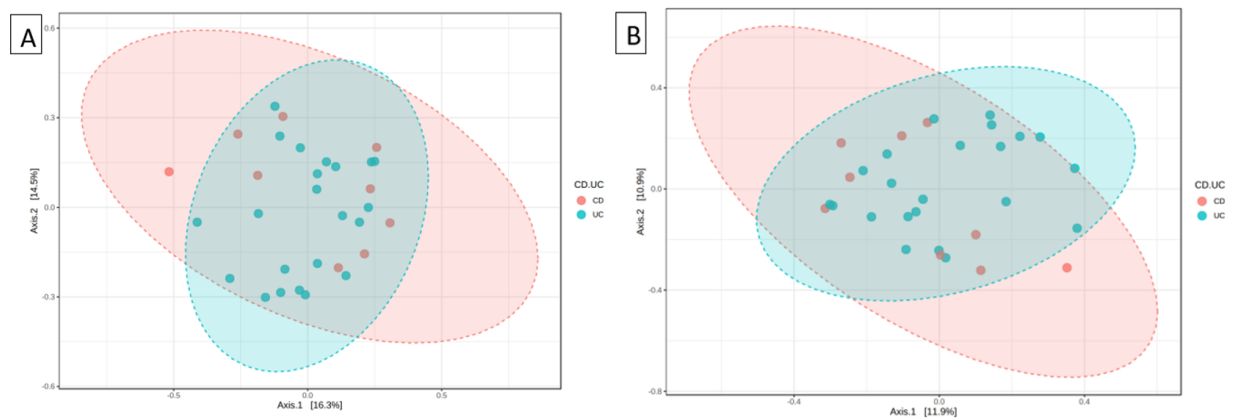 A
0.6
0.3
0.0
-0.3
-0.6
Axis.2 [14.5%]
-0.5
0.0
0.5
Axis.1 [16.3%]
CD.UC
CD
UC
B
0.4
0.0
-0.4
-0.8
Axis.2 [10.9%]
-0.4
0.0
0.4
Axis.1 [11.9%]
CD.UC
CD
UC